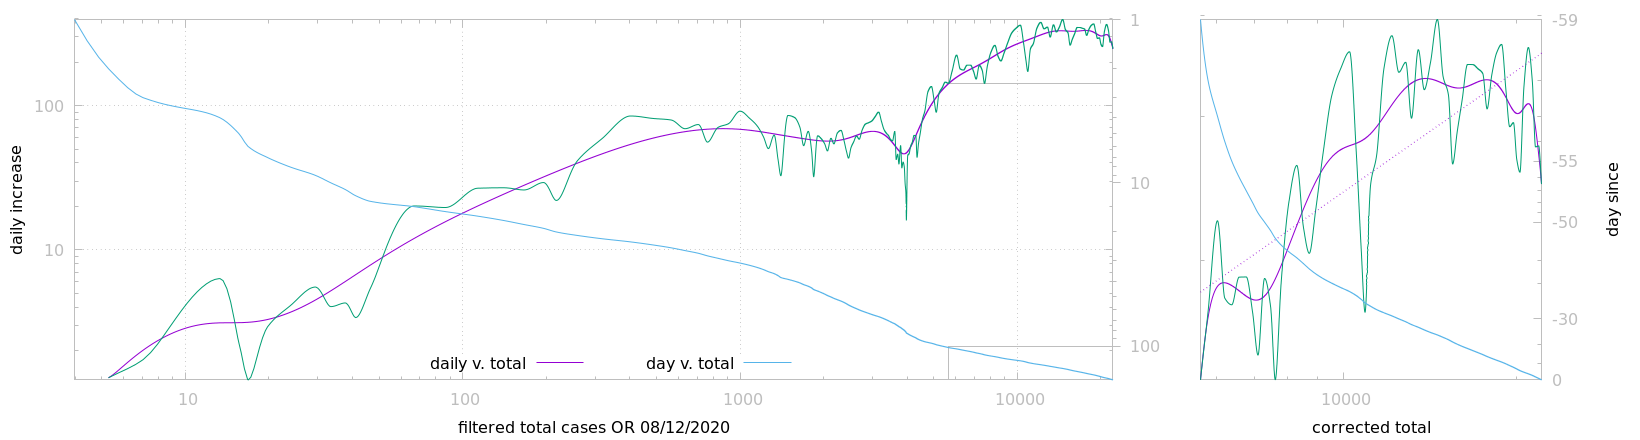 daily increase
100
10
10
100
1000
10000
1
10
100
daily v. total
day v. total
filtered total cases OR 08/12/2020
10000
-59
-55
-50
-30
0
day since
corrected total